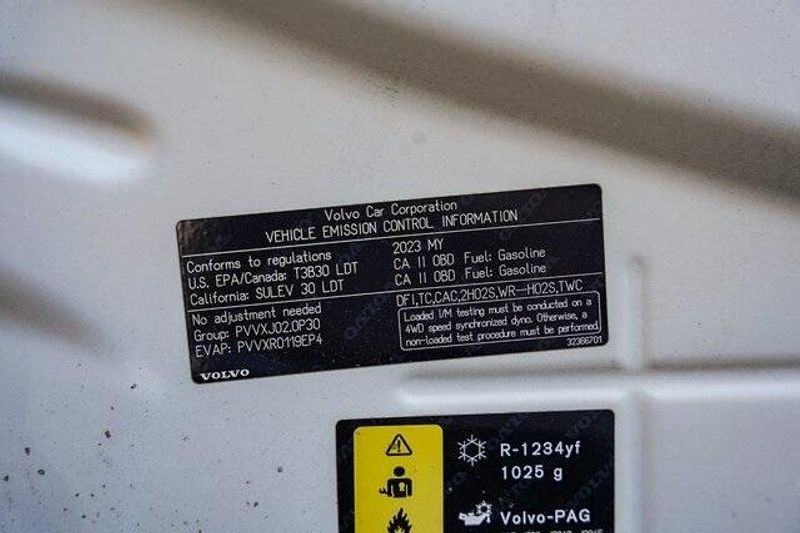 Volvo Car Corporation
VEHICLE EMISSION CONTROL INFORMATION
Conforms to regulations 2023 MY
U.S. EPA/Canada: T3B30 LDT CA II OBD Fuel: Gasoline
California: SULEV 30 LDT CA II OBD Fuel: Gasoline
No adjustment needed
Group: PVVXJ02.0P30
EVAP: PVVXR0119EP4
DFI,TC,CAC,2HO2S,WR-HO2S,TWC
Loaded I/M testing must be conducted on a
4WD speed synchronized dyno. Otherwise, a
non-loaded test procedure must be performed.
32366701
VOLVO
R-1234yf
1025 g
Volvo-PAG